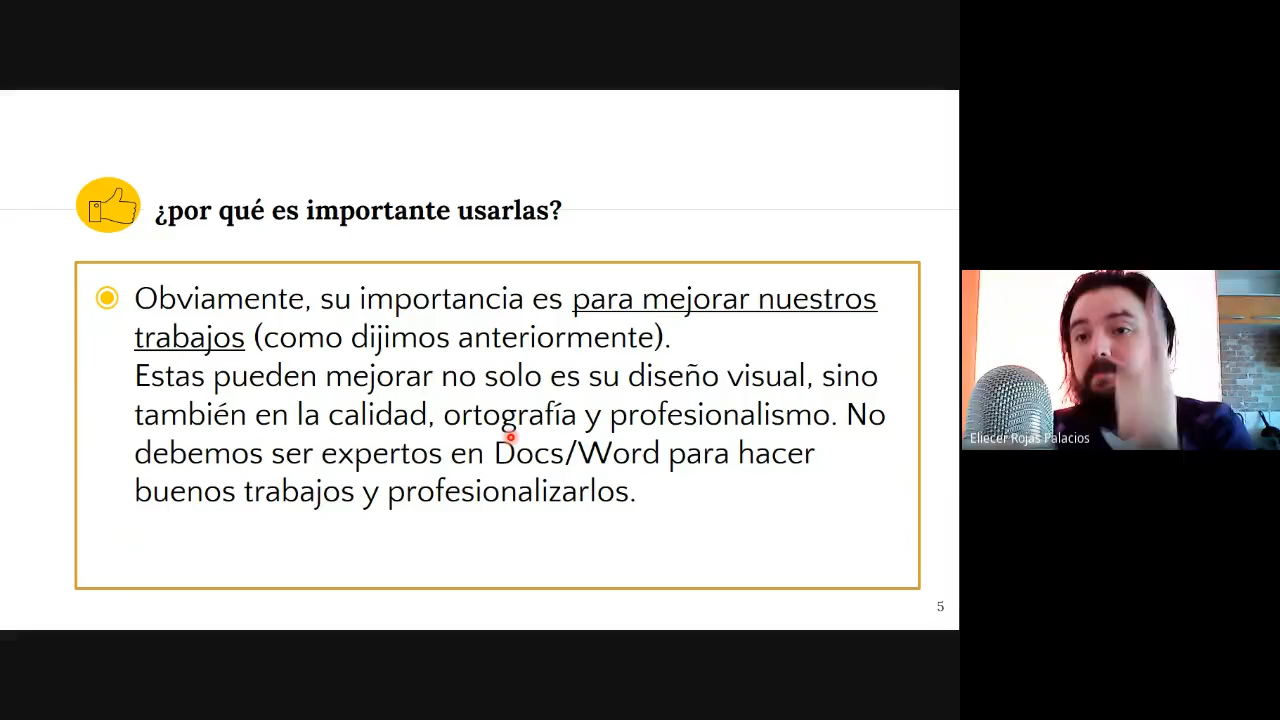 ¿por qué es importante usarlas?
Obviamente, su importancia es para mejorar nuestros
trabajos (como dijimos anteriormente).
Estas pueden mejorar no solo es su diseño visual, sino
también en la calidad, ortografía y profesionalismo. No
debemos ser expertos en Docs/Word para hacer
buenos trabajos y profesionalizarlos.
5
Eliecer Rojas Palacios